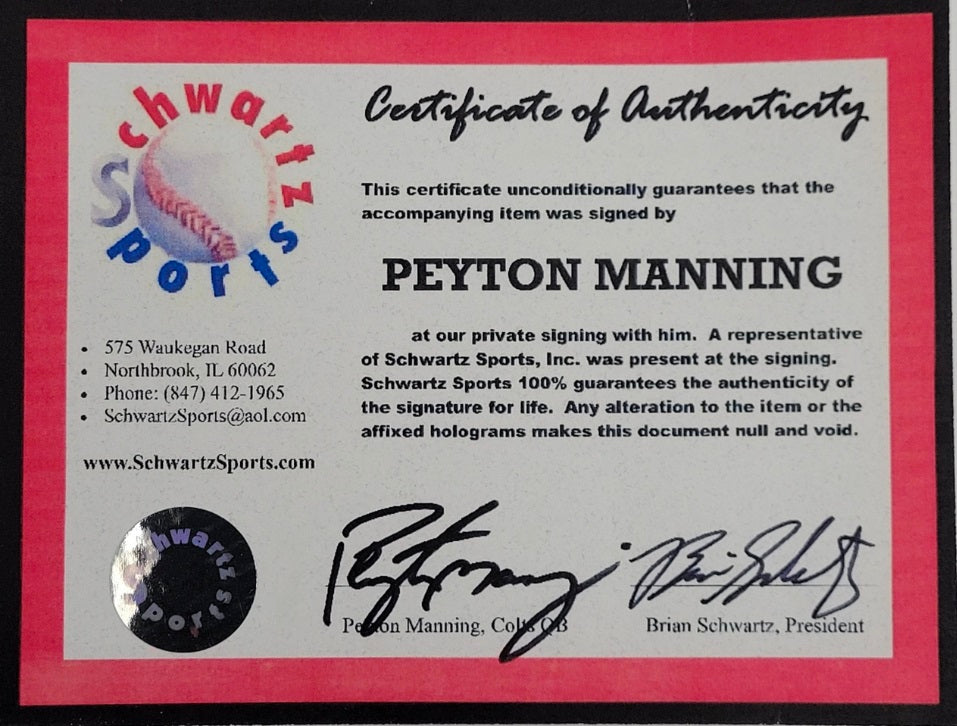 Schwartz
Sports
Certificate of Authenticity
This certificate unconditionally guarantees that the
accompanying item was signed by
PEYTON MANNING
at our private signing with him. A representative
of Schwartz Sports, Inc. was present at the signing.
Schwartz Sports 100% guarantees the authenticity of
the signature for life. Any alteration to the item or the
affixed holograms makes this document null and void.
• 575 Waukegan Road
• Northbrook, IL 60062
• Phone: (847) 412-1965
• SchwartzSports@aol.com
www.SchwartzSports.com
Schwartz
Sports
Peyton Manning
Brian Schwartz
Peyton Manning, Colts QB
Brian Schwartz, President